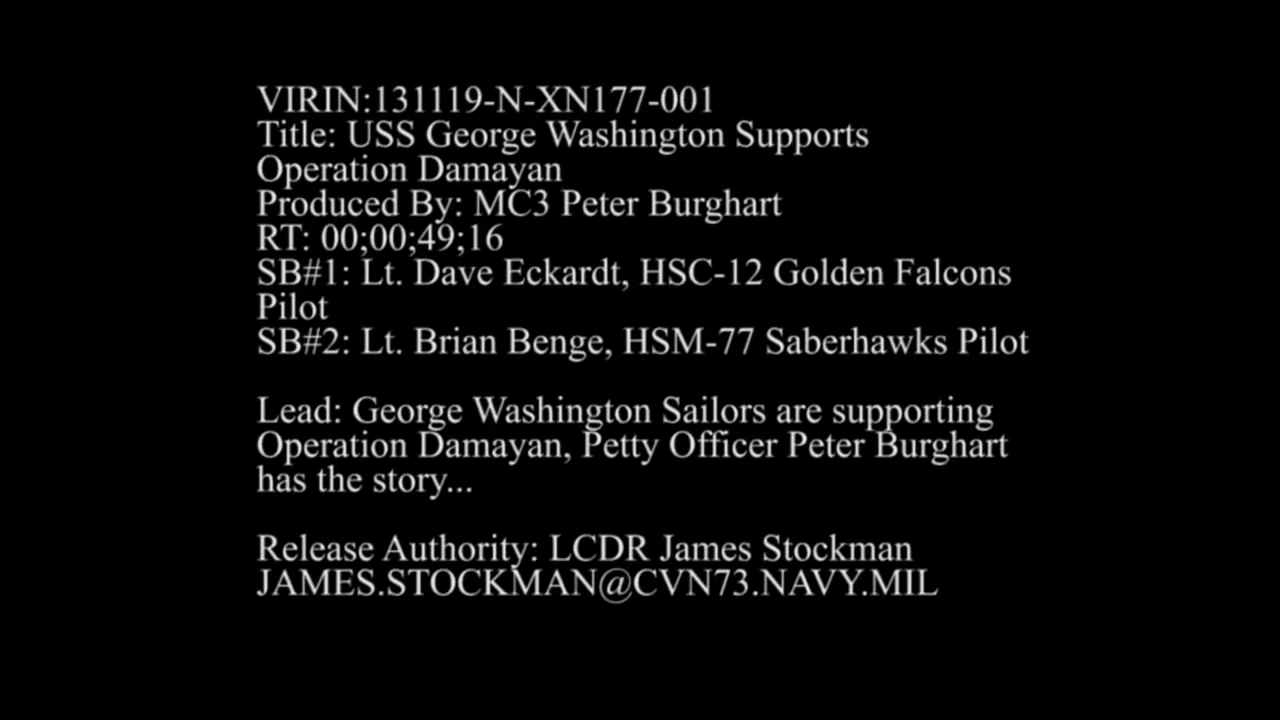 VIRIN:131119-N-XN177-001
Title: USS George Washington Supports
Operation Damayan
Produced By: MC3 Peter Burghart
RT: 00;00;49;16
SB#1: Lt. Dave Eckardt, HSC-12 Golden Falcons
Pilot
SB#2: Lt. Brian Benge, HSM-77 Saberhawks Pilot
Lead: George Washington Sailors are supporting
Operation Damayan, Petty Officer Peter Burghart
has the story...
Release Authority: LCDR James Stockman
JAMES.STOCKMAN@CVN73.NAVY.MIL